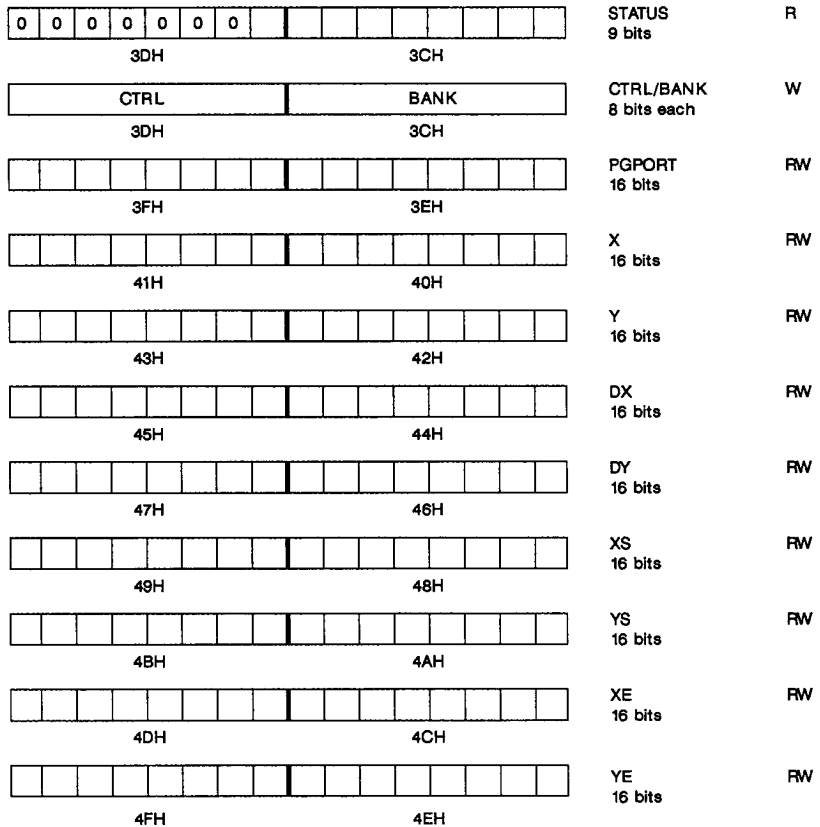 0 0 0 0 0 0 0 STATUS R
9 bits
3DH 3CH
CTRL BANK CTRL/BANK W
8 bits each
3DH 3CH
PGPORT RW
16 bits
3FH 3EH
X RW
16 bits
41H 40H
Y RW
16 bits
43H 42H
DX RW
16 bits
45H 44H
DY RW
16 bits
47H 46H
XS RW
16 bits
49H 48H
YS RW
16 bits
4BH 4AH
XE RW
16 bits
4DH 4CH
YE RW
16 bits
4FH 4EH